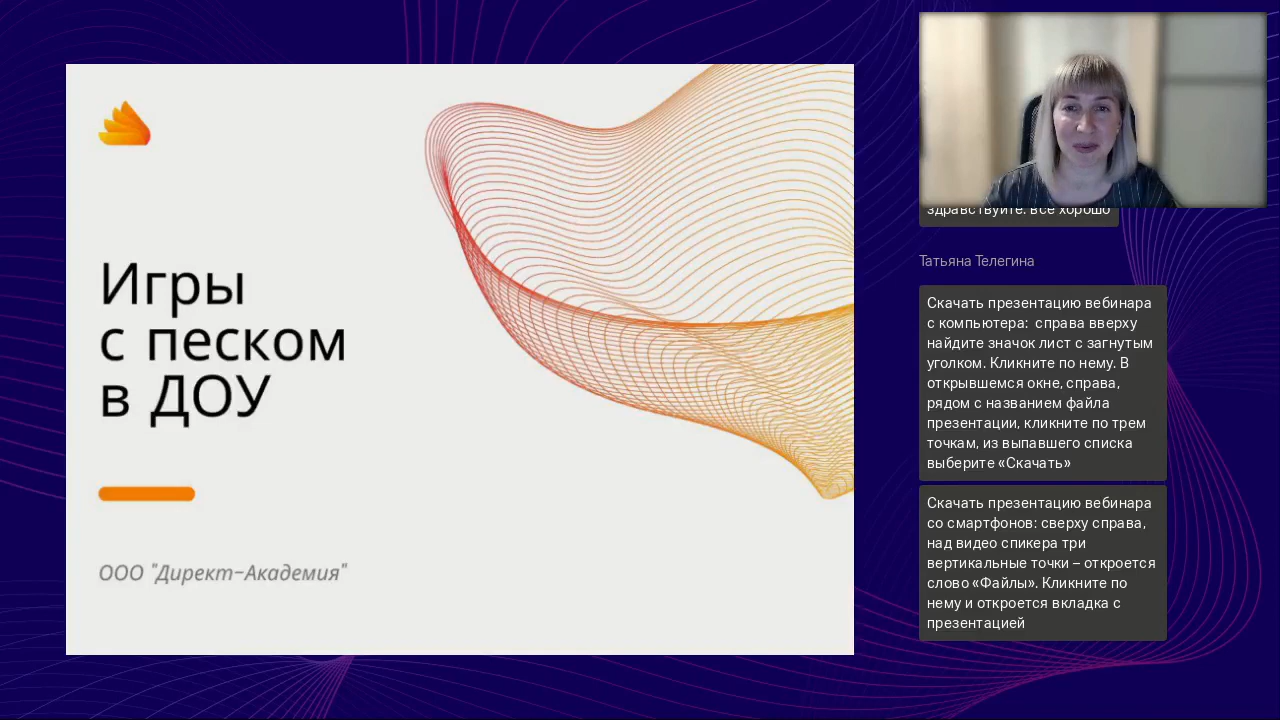 Игры
с песком
в ДОУ
ООО "Директ-Академия"
здравствуйте. все хорошо
Татьяна Телегина
Скачать презентацию вебинара
с компьютера:  справа вверху
найдите значок лист с загнутым
уголком. Кликните по нему. В
открывшемся окне, справа,
рядом с названием файла
презентации, кликните по трем
точкам, из выпавшего списка
выберите «Скачать»
Скачать презентацию вебинара
со смартфонов: сверху справа,
над видео спикера три
вертикальные точки – откроется
слово «Файлы». Кликните по
нему и откроется вкладка с
презентацией